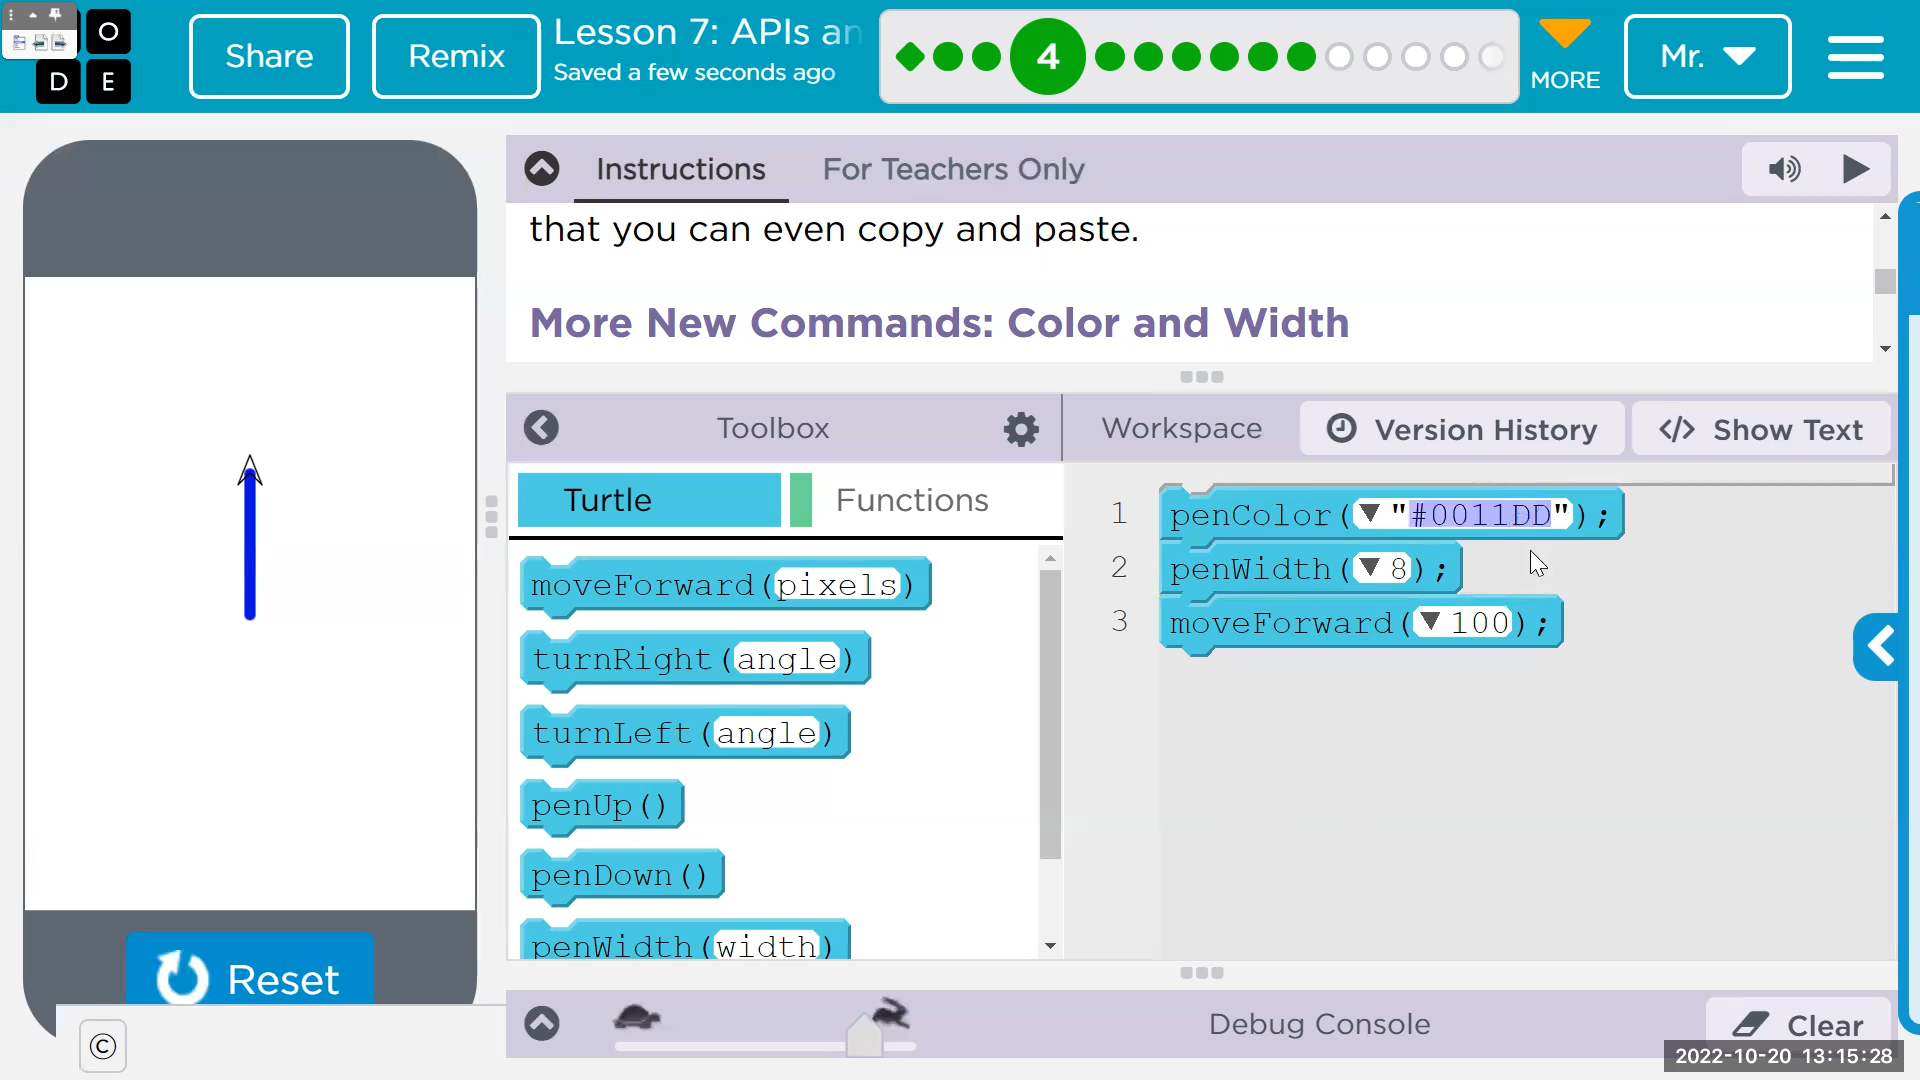 O
D E
Share
Remix
Lesson 7: APIs an
Saved a few seconds ago
4
MORE
Mr.
Instructions
For Teachers Only
that you can even copy and paste.
More New Commands: Color and Width
Toolbox
Workspace
Version History
</> Show Text
Turtle
Functions
moveForward(pixels)
turnRight(angle)
turnLeft(angle)
penUp()
penDown()
penWidth(width)
1 penColor(▼"#0011DD");
2 penWidth(▼8);
3 moveForward(▼100);
Reset
©
Debug Console
Clear
2022-10-20 13:15:28